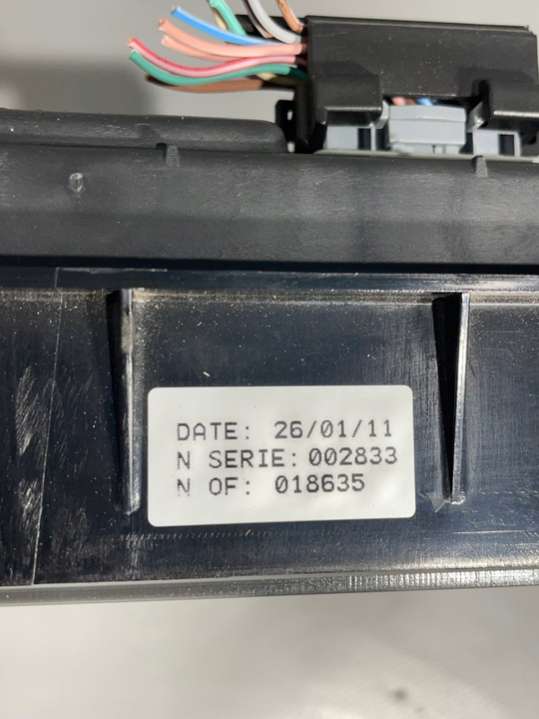 DATE: 26/01/11
N SERIE: 002833
N OF: 018635